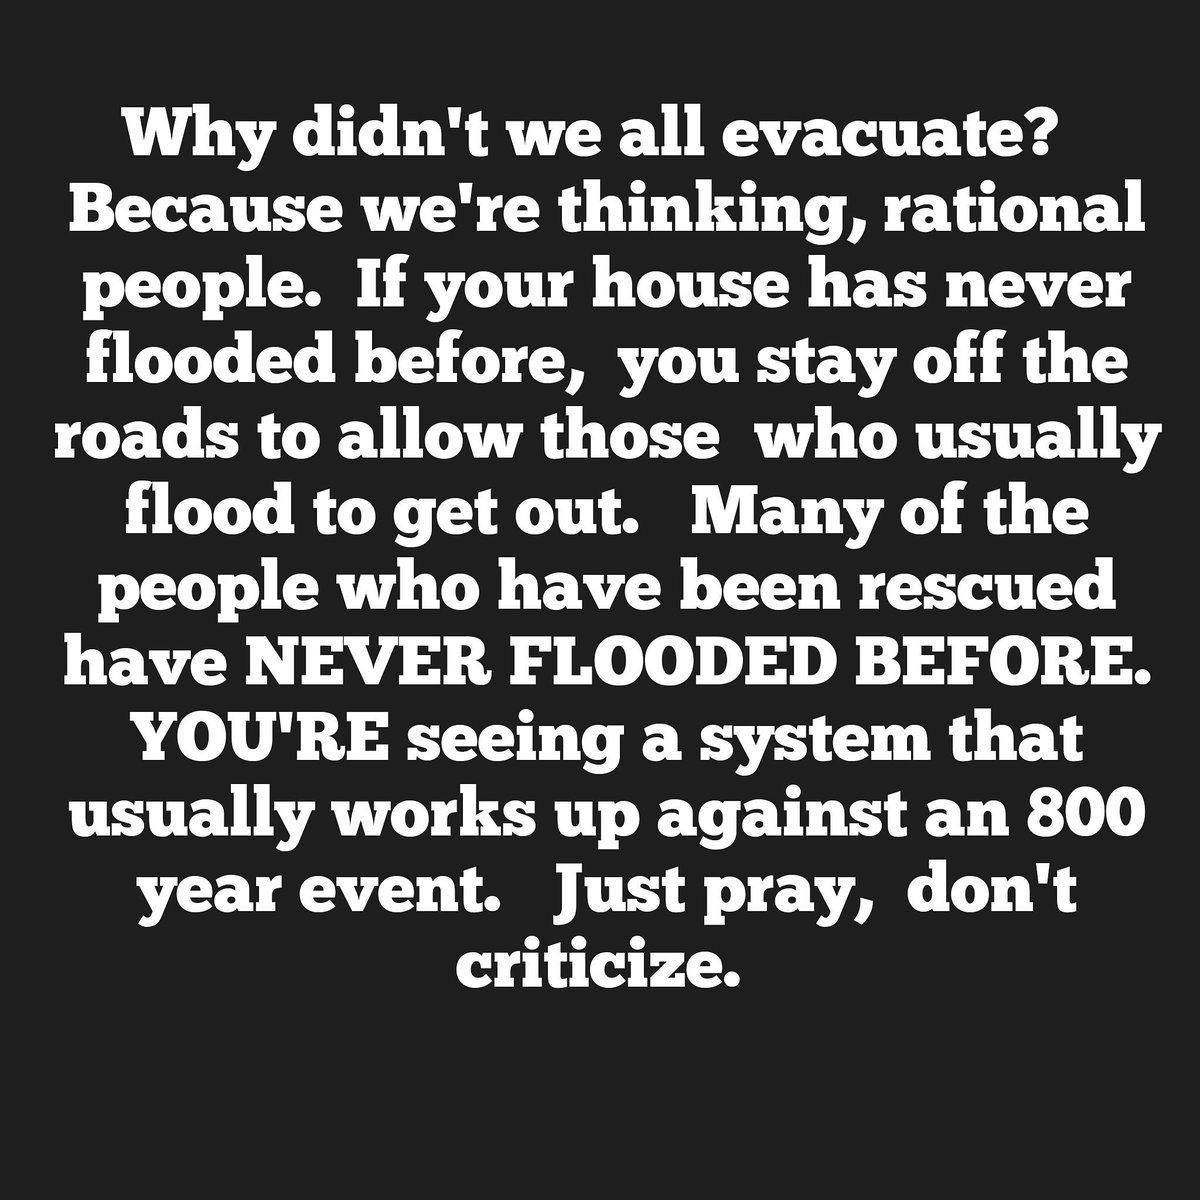 Why didn't we all evacuate?
Because we're thinking, rational
people.  If your house has never
flooded before,  you stay off the
roads to allow those  who usually
flood to get out.   Many of the
people who have been rescued
have NEVER FLOODED BEFORE.
YOU'RE seeing a system that
usually works up against an 800
year event.   Just pray,  don't
criticize.